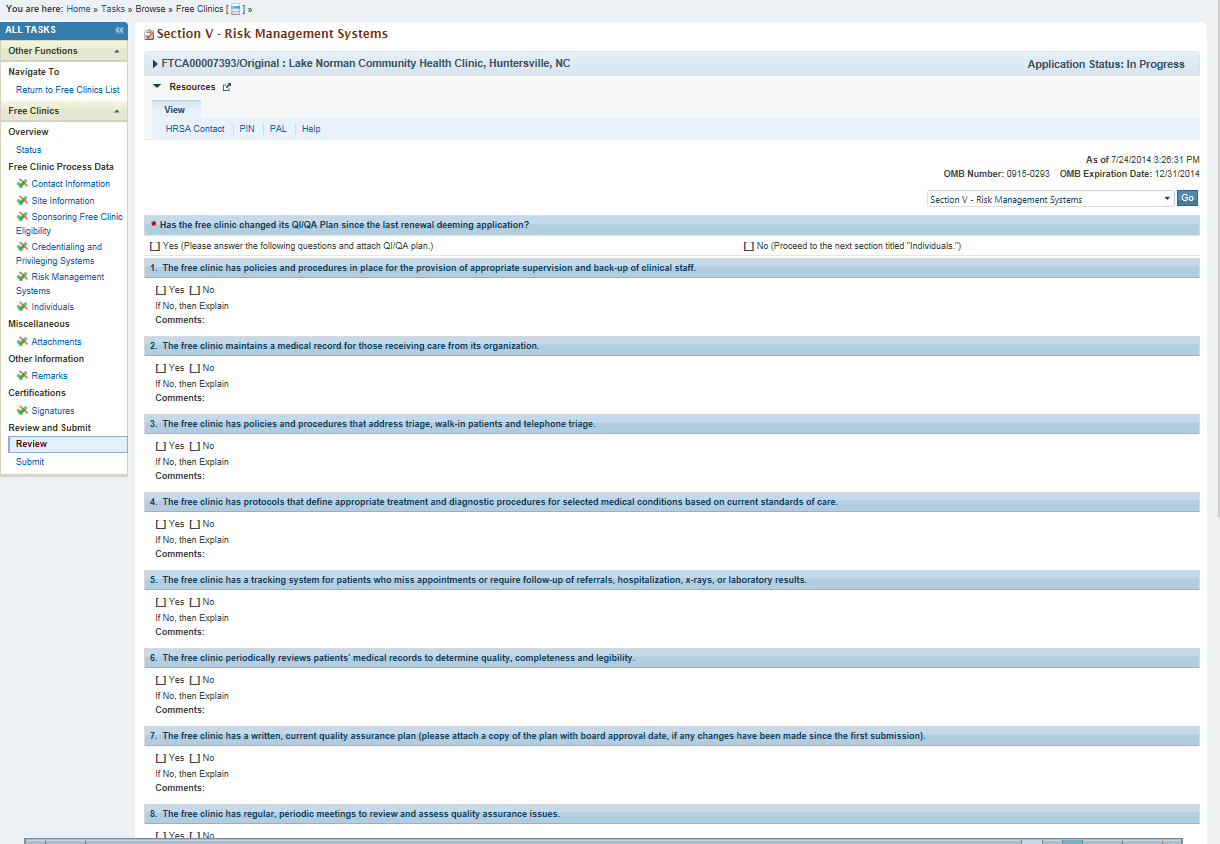 You are here: Home » Tasks » Browse » Free Clinics [ ] »
ALL TASKS «
Other Functions
Navigate To
Return to Free Clinics List
Free Clinics
Overview
Status
Free Clinic Process Data
Contact Information
Site Information
Sponsoring Free Clinic
Eligibility
Credentialing and
Privileging Systems
Risk Management
Systems
Individuals
Miscellaneous
Attachments
Other Information
Remarks
Certifications
Signatures
Review and Submit
Review
Submit
Section V - Risk Management Systems
FTCA00007393/Original : Lake Norman Community Health Clinic, Huntersville, NC Application Status: In Progress
Resources
View
HRSA Contact PIN PAL Help
As of 7/24/2014 3:26:31 PM
OMB Number: 0915-0293 OMB Expiration Date: 12/31/2014
Section V - Risk Management Systems Go
* Has the free clinic changed its QI/QA Plan since the last renewal deeming application?
[_] Yes (Please answer the following questions and attach QI/QA plan.) [_] No (Proceed to the next section titled "Individuals.")
1. The free clinic has policies and procedures in place for the provision of appropriate supervision and back-up of clinical staff.
[_] Yes [_] No
If No, then Explain
Comments:
2. The free clinic maintains a medical record for those receiving care from its organization.
[_] Yes [_] No
If No, then Explain
Comments:
3. The free clinic has policies and procedures that address triage, walk-in patients and telephone triage.
[_] Yes [_] No
If No, then Explain
Comments:
4. The free clinic has protocols that define appropriate treatment and diagnostic procedures for selected medical conditions based on current standards of care.
[_] Yes [_] No
If No, then Explain
Comments:
5. The free clinic has a tracking system for patients who miss appointments or require follow-up of referrals, hospitalization, x-rays, or laboratory results.
[_] Yes [_] No
If No, then Explain
Comments:
6. The free clinic periodically reviews patients' medical records to determine quality, completeness and legibility.
[_] Yes [_] No
If No, then Explain
Comments:
7. The free clinic has a written, current quality assurance plan (please attach a copy of the plan with board approval date, if any changes have been made since the first submission).
[_] Yes [_] No
If No, then Explain
Comments:
8. The free clinic has regular, periodic meetings to review and assess quality assurance issues.
[ ] Yes [ ] No